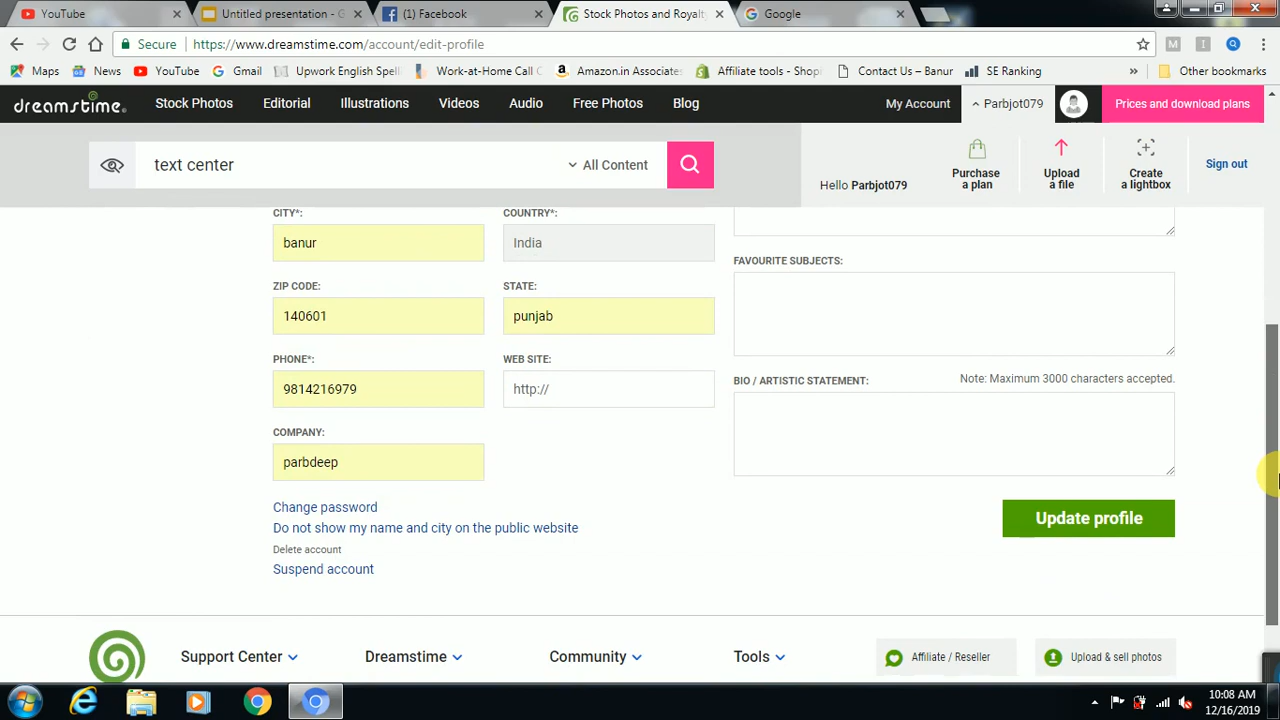 YouTube
Untitled presentation - G
(1) Facebook
Stock Photos and Royalty
Google
Secure
https://www.dreamstime.com/account/edit-profile
Maps
News
YouTube
Gmail
Upwork English Spell
Work-at-Home Call C
Amazon.in Associates
Affiliate tools - Shop
Contact Us – Banur
SE Ranking
»
Other bookmarks
dreamstime
Stock Photos
Editorial
Illustrations
Videos
Audio
Free Photos
Blog
My Account
Parbjot079
Prices and download plans
text center
All Content
Hello Parbjot079
Purchase
a plan
Upload
a file
Create
a lightbox
Sign out
CITY*:
COUNTRY*:
banur
India
FAVOURITE SUBJECTS:
ZIP CODE:
STATE:
140601
punjab
PHONE*:
WEB SITE:
9814216979
http://
BIO / ARTISTIC STATEMENT:
Note: Maximum 3000 characters accepted.
COMPANY:
parbdeep
Change password
Do not show my name and city on the public website
Delete account
Suspend account
Update profile
Support Center
Dreamstime
Community
Tools
Affiliate / Reseller
Upload & sell photos
10:08 AM
12/16/2019